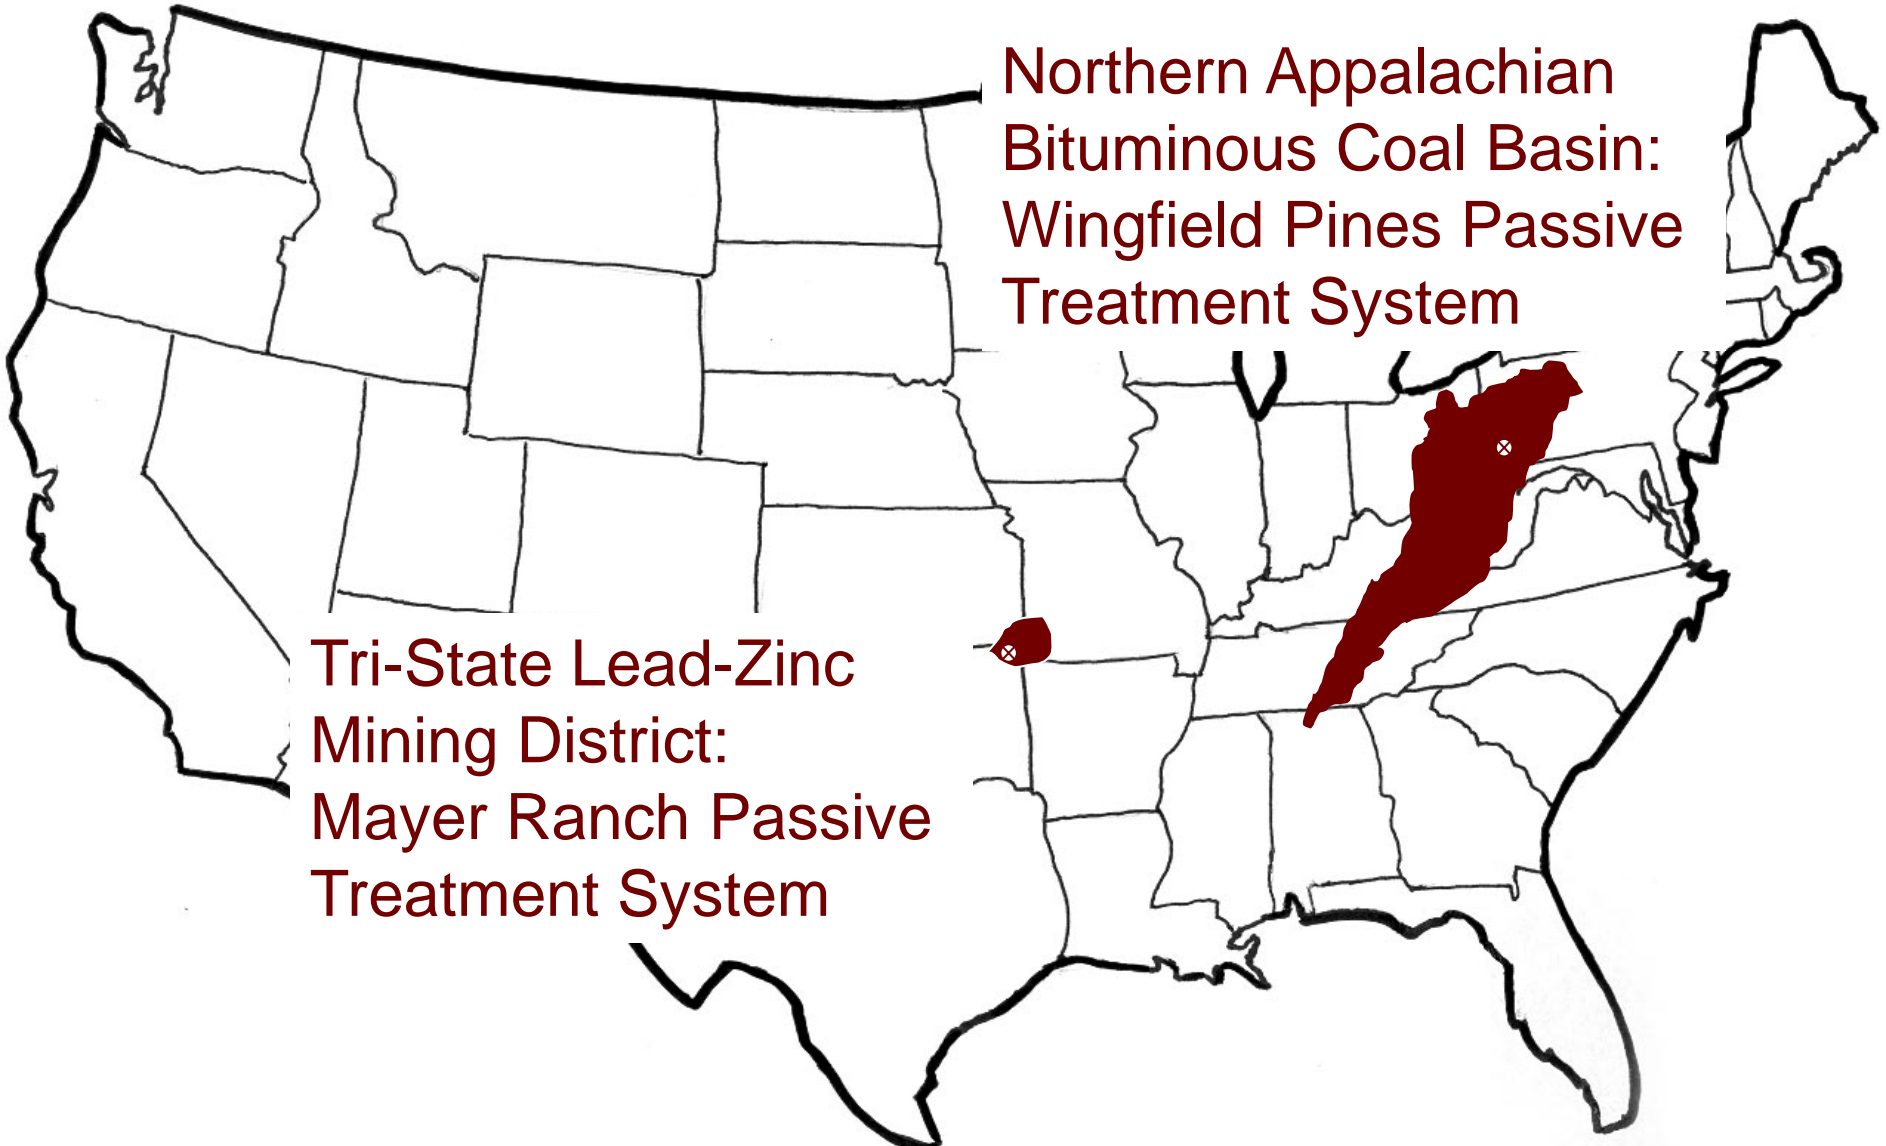 Northern Appalachian
Bituminous Coal Basin:
Wingfield Pines Passive
Treatment System
Tri-State Lead-Zinc
Mining District:
Mayer Ranch Passive
Treatment System